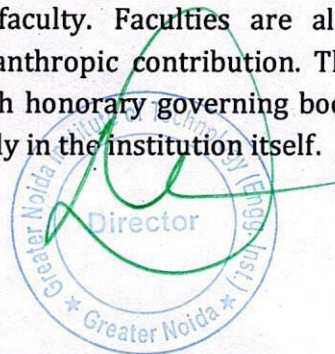 faculty. Faculties are al
anthropic contribution. Th
h honorary governing boo
ly in the institution itself.
Greater Noida Institute of Technology (Engg. Inst.)
Director
Greater Noida